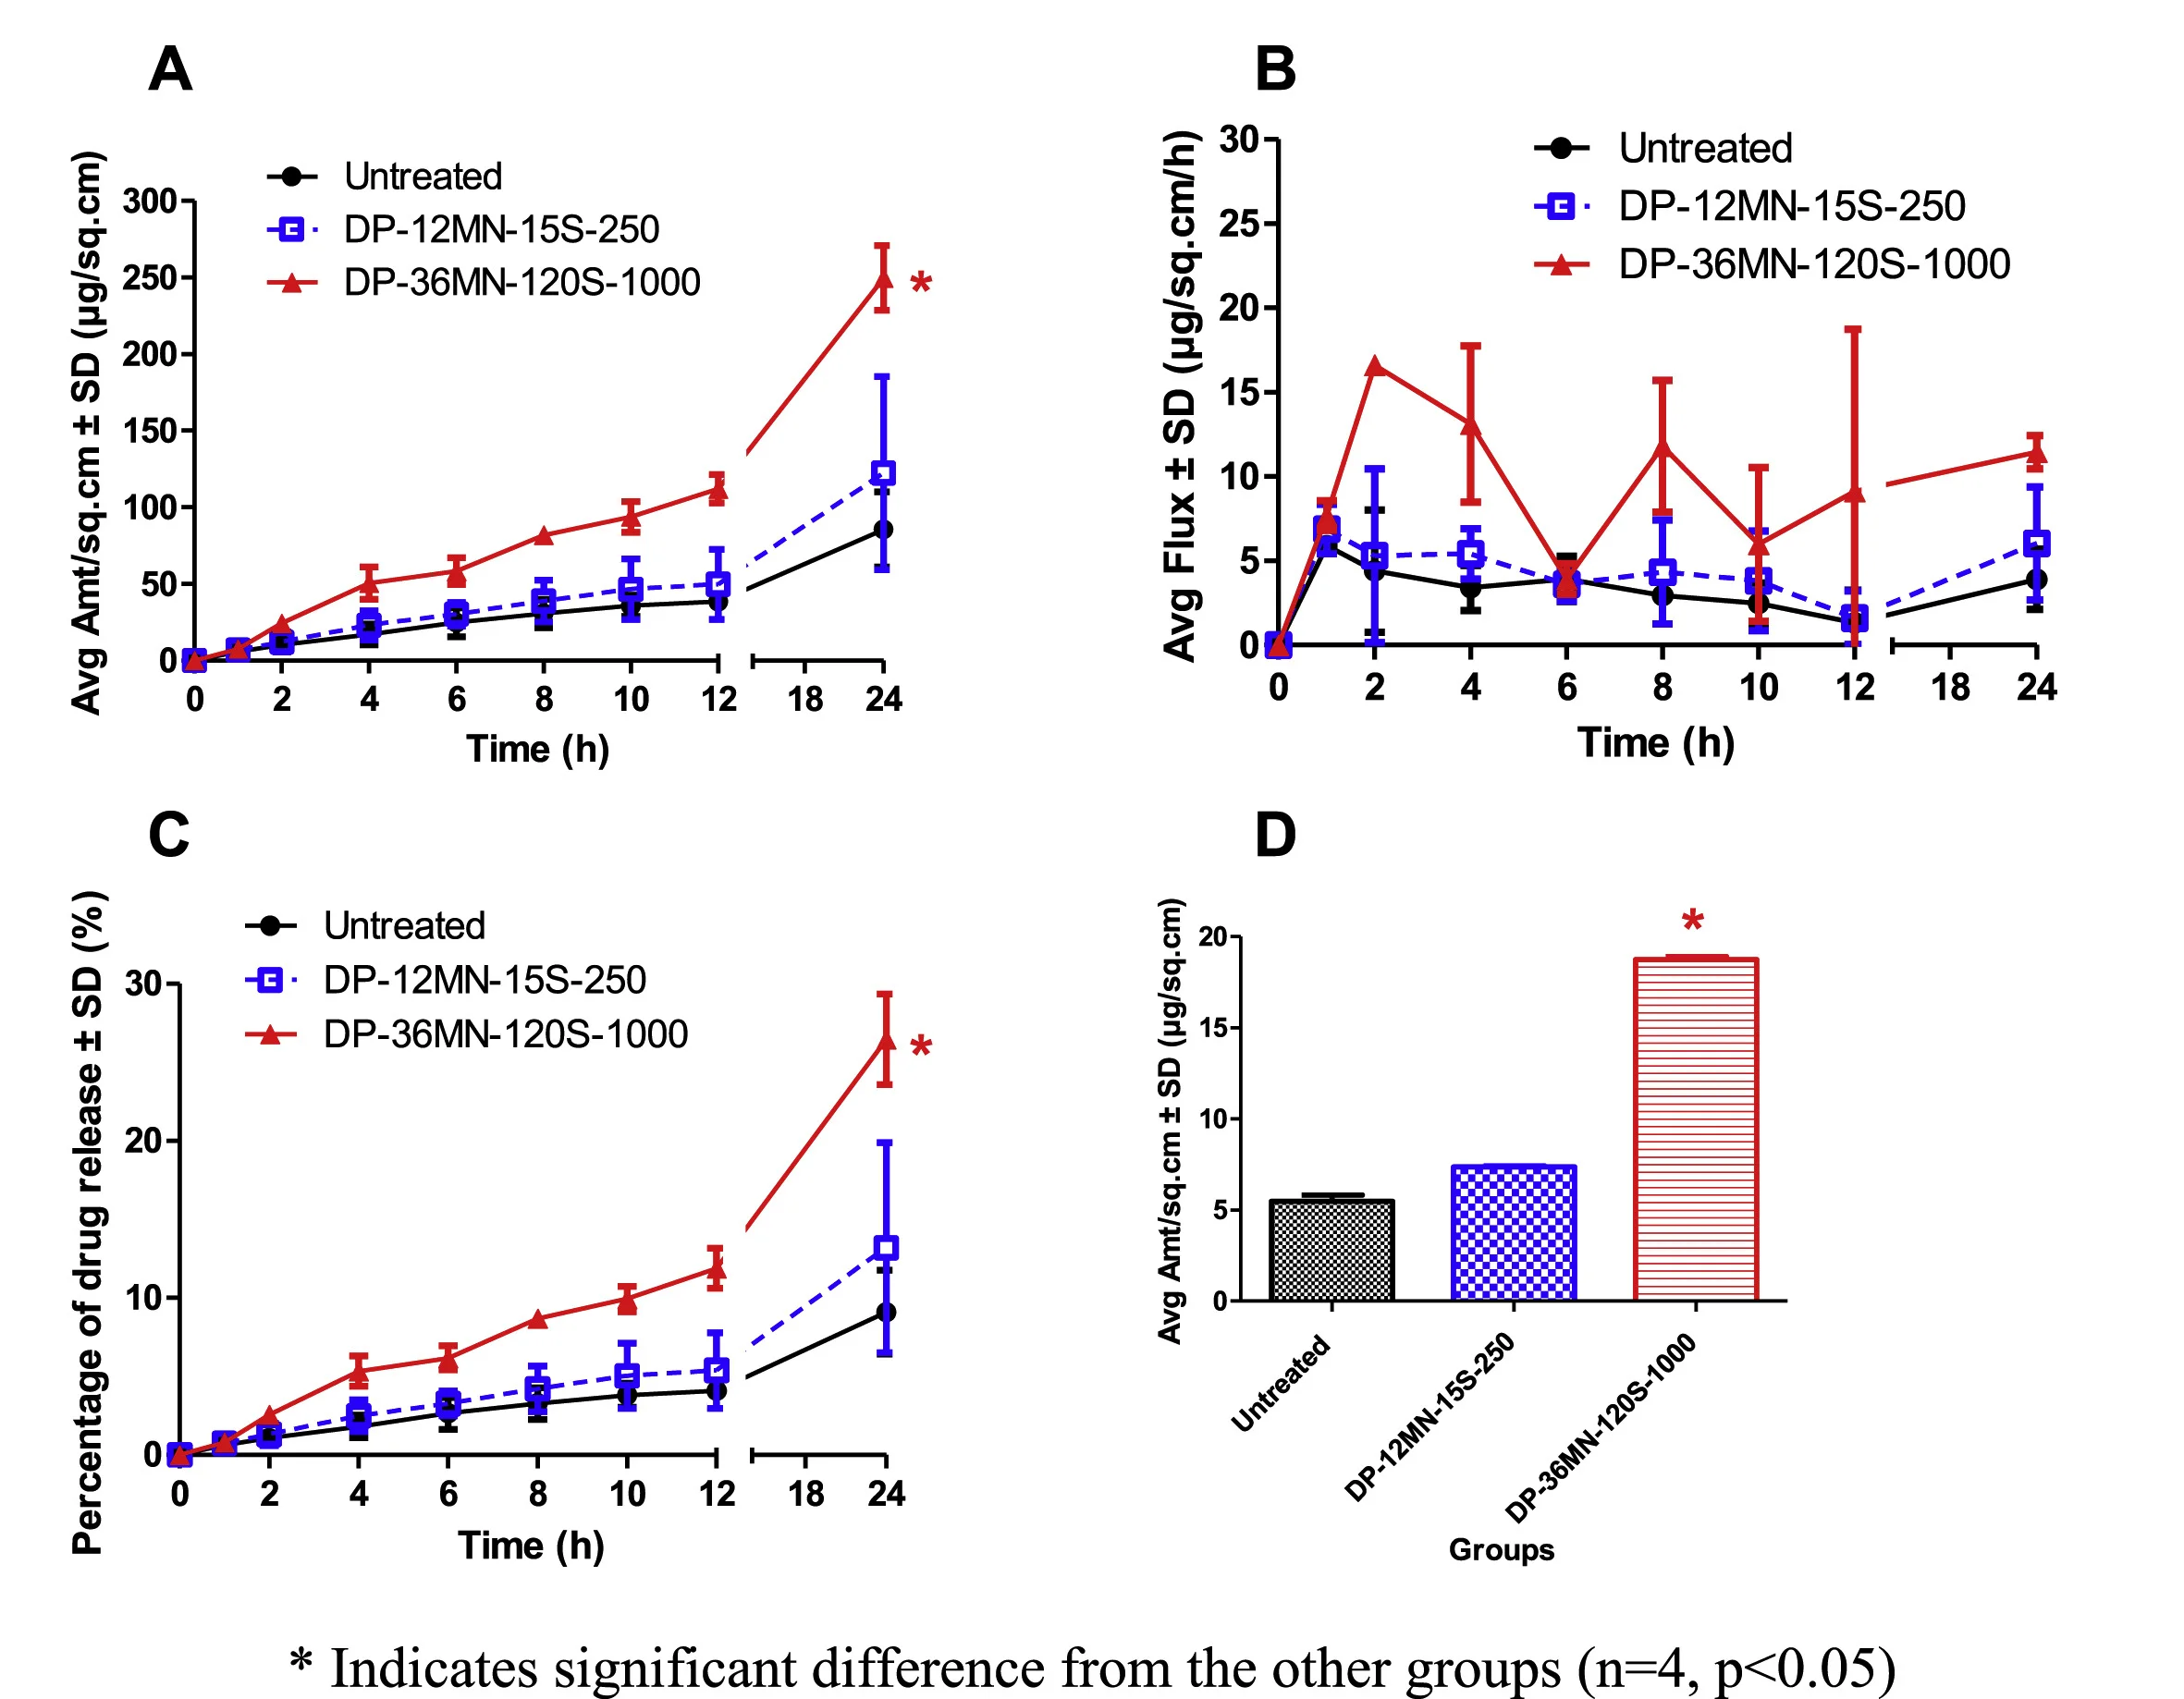 A
Avg Amt/sq.cm ± SD (µg/sq.cm)
Untreated
DP-12MN-15S-250
DP-36MN-120S-1000
300
250
200
150
100
50
0
*
0 2 4 6 8 10 12 18 24
Time (h)
B
Avg Flux ± SD (µg/sq.cm/h)
Untreated
DP-12MN-15S-250
DP-36MN-120S-1000
30
25
20
15
10
5
0
0 2 4 6 8 10 12 18 24
Time (h)
C
Percentage of drug release ± SD (%)
Untreated
DP-12MN-15S-250
DP-36MN-120S-1000
30
20
10
0
*
0 2 4 6 8 10 12 18 24
Time (h)
D
Avg Amt/sq.cm ± SD (µg/sq.cm)
*
20
15
10
5
0
Untreated
DP-12MN-15S-250
DP-36MN-120S-1000
Groups
* Indicates significant difference from the other groups (n=4, p<0.05)